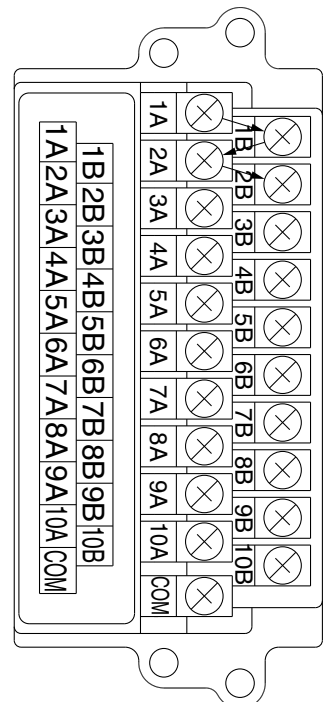 1A 2A 3A 4A 5A 6A 7A 8A 9A 10A COM
1B 2B 3B 4B 5B 6B 7B 8B 9B 10B
1A
2A
3A
4A
5A
6A
7A
8A
9A
10A
COM
1B
2B
3B
4B
5B
6B
7B
8B
9B
10B